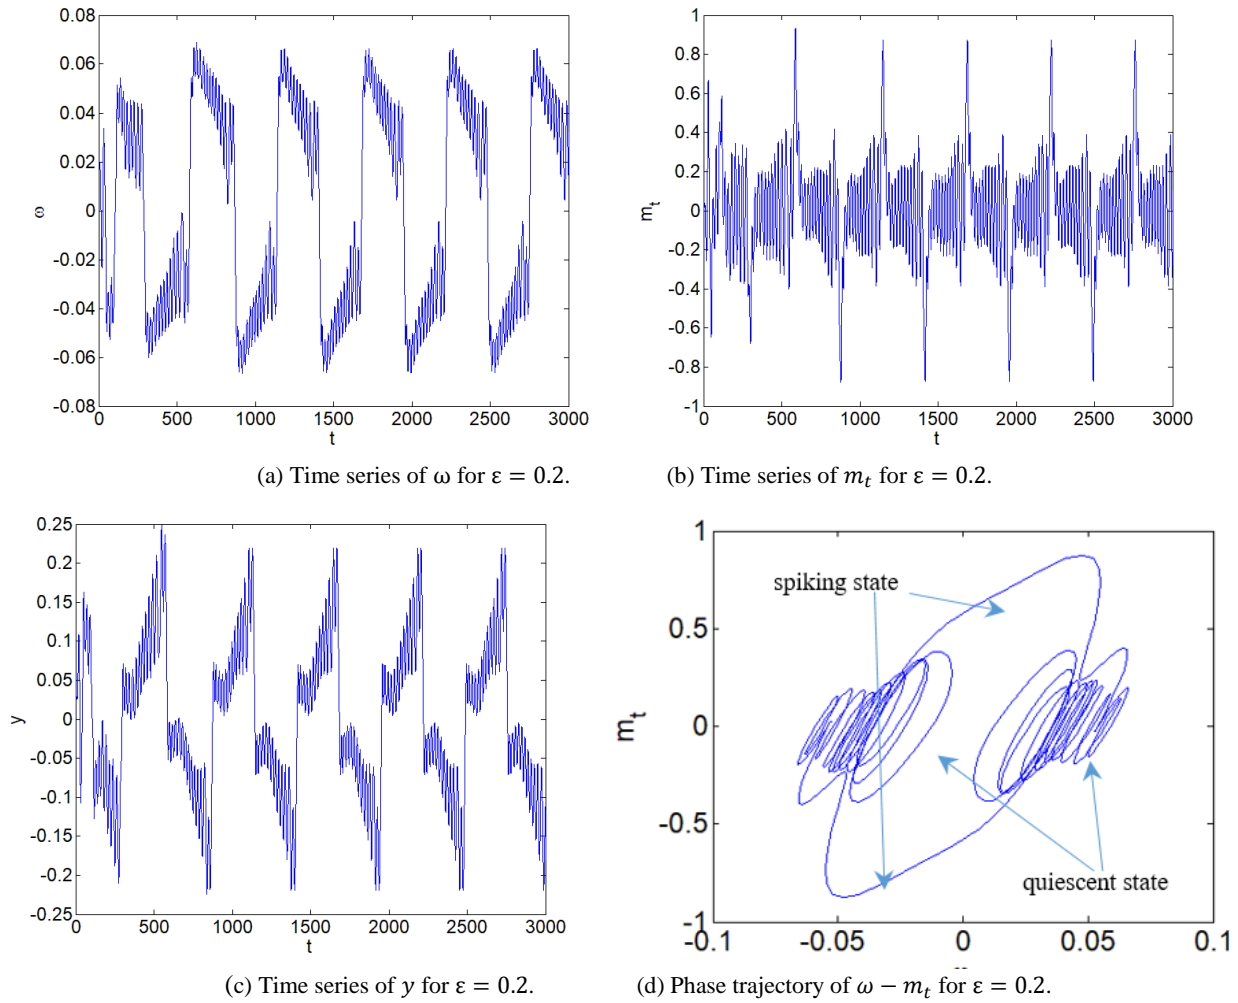 0.08
0.06
0.04
0.02
0
-0.02
-0.04
-0.06
-0.08
ω
0 500 1000 1500 2000 2500 3000
t
1
0.8
0.6
0.4
0.2
0
-0.2
-0.4
-0.6
-0.8
-1
m_t
0 500 1000 1500 2000 2500 3000
t
(a) Time series of ω for ε = 0.2.
(b) Time series of m_t for ε = 0.2.
0.25
0.2
0.15
0.1
0.05
0
-0.05
-0.1
-0.15
-0.2
-0.25
y
0 500 1000 1500 2000 2500 3000
t
1
0.5
0
-0.5
-1
m_t
spiking state
quiescent state
-0.1 -0.05 0 0.05 0.1
(c) Time series of y for ε = 0.2.
(d) Phase trajectory of ω − m_t for ε = 0.2.